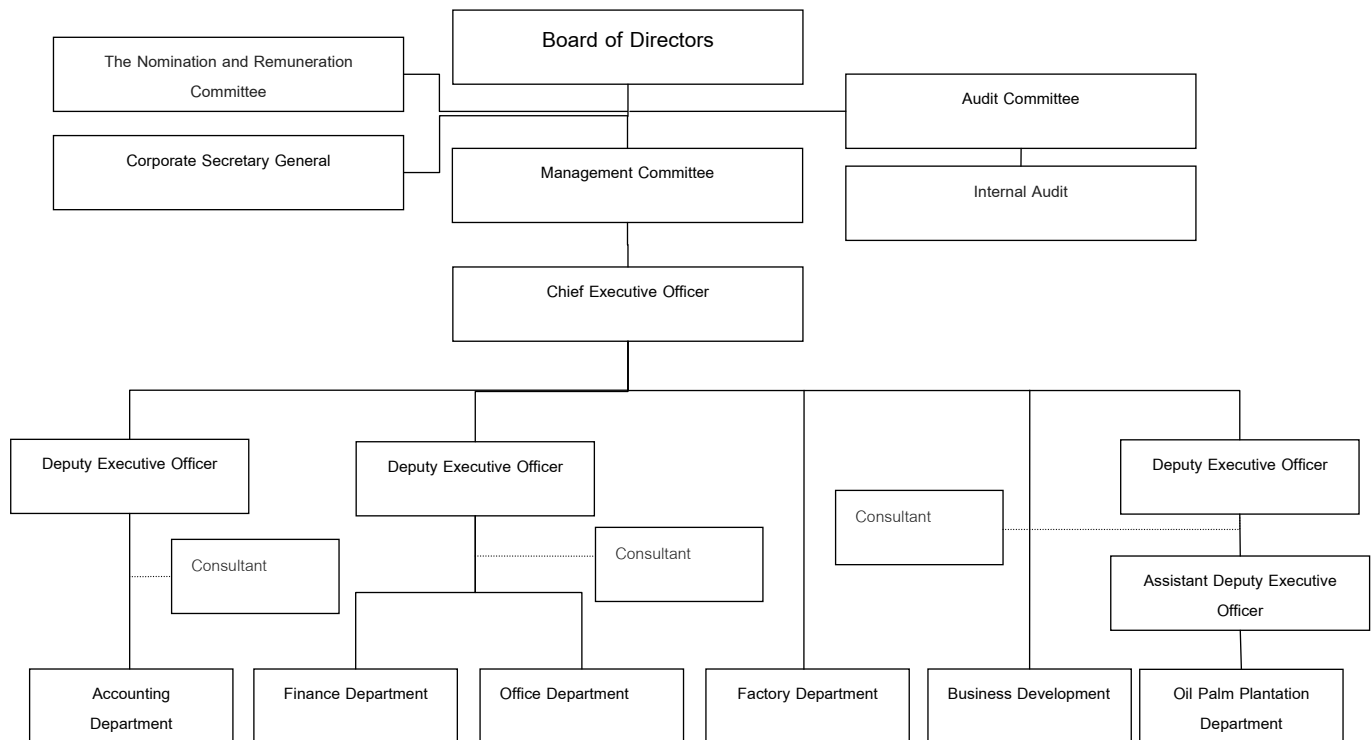 Board of Directors
The Nomination and Remuneration
Committee
Audit Committee
Corporate Secretary General
Management Committee
Internal Audit
Chief Executive Officer
Deputy Executive Officer
Deputy Executive Officer
Deputy Executive Officer
Consultant
Consultant
Consultant
Assistant Deputy Executive
Officer
Accounting
Department
Finance Department
Office Department
Factory Department
Business Development
Oil Palm Plantation
Department